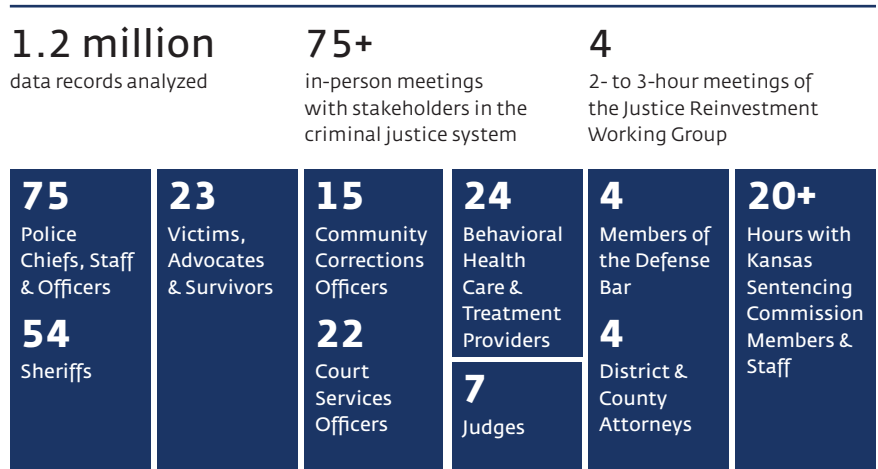 1.2 million
data records analyzed
75+
in-person meetings
with stakeholders in the
criminal justice system
4
2- to 3-hour meetings of
the Justice Reinvestment
Working Group
75
Police
Chiefs, Staff
& Officers
54
Sheriffs
23
Victims,
Advocates
& Survivors
15
Community
Corrections
Officers
22
Court
Services
Officers
24
Behavioral
Health
Care &
Treatment
Providers
7
Judges
4
Members of
the Defense
Bar
4
District &
County
Attorneys
20+
Hours with
Kansas
Sentencing
Commission
Members &
Staff